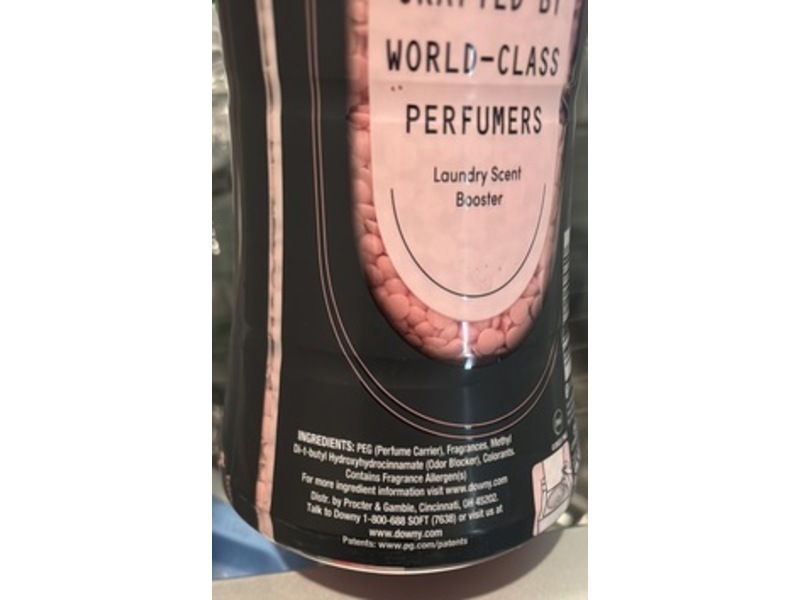 CRAFTED BY
WORLD-CLASS
PERFUMERS
Laundry Scent
Booster
INGREDIENTS: PEG (Perfume Carrier), Fragrances, Methyl
Di-t-butyl Hydroxyhydrocinnamate (Odor Blocker), Colorants.
Contains Fragrance Allergen(s)
For more ingredient information visit www.downy.com
Distr. by Procter & Gamble, Cincinnati, OH 45202.
Talk to Downy 1-800-688 SOFT (7638) or visit us at
www.downy.com
Patents: www.pg.com/patents